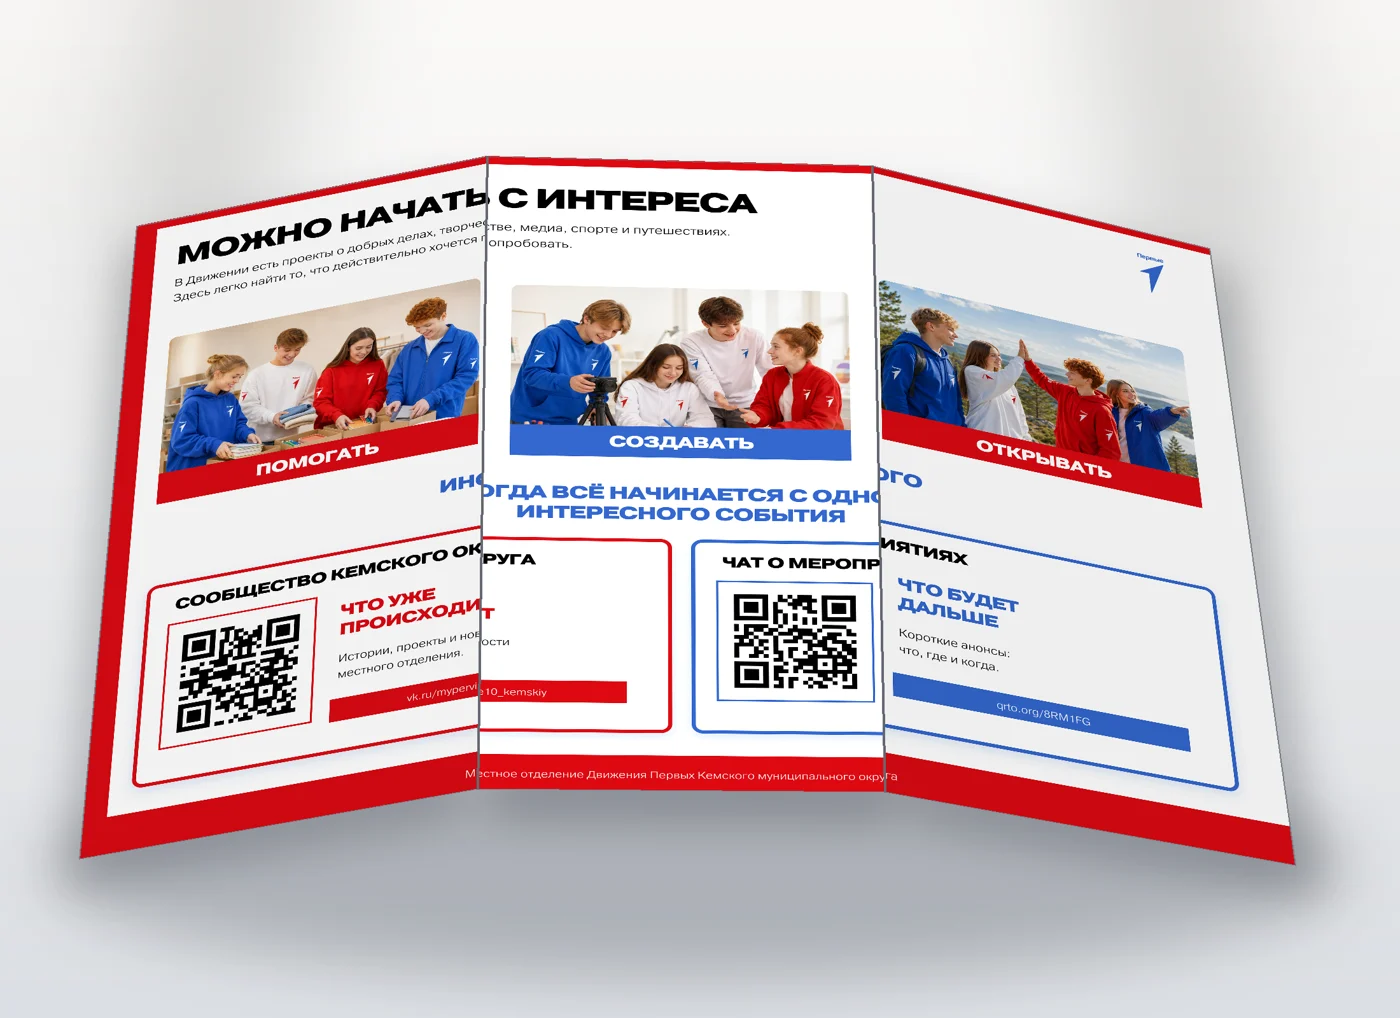 МОЖНО НАЧАТЬ С ИНТЕРЕСА
В Движении есть проекты о добрых делах, творчестве, медиа, спорте и путешествиях.
Здесь легко найти то, что действительно хочется попробовать.
Первые
ПОМОГАТЬ
СОЗДАВАТЬ
ОТКРЫВАТЬ
ИНОГДА ВСЁ НАЧИНАЕТСЯ С ОДНОГО
ИНТЕРЕСНОГО СОБЫТИЯ
СООБЩЕСТВО КЕМСКОГО ОКРУГА
ЧТО УЖЕ
ПРОИСХОДИТ
Истории, проекты и новости
местного отделения.
vk.ru/mypervie10_kemskiy
ЧАТ О МЕРОПРИЯТИЯХ
ЧТО БУДЕТ
ДАЛЬШЕ
Короткие анонсы:
что, где и когда.
qrto.org/8RM1FG
Местное отделение Движения Первых Кемского муниципального округа